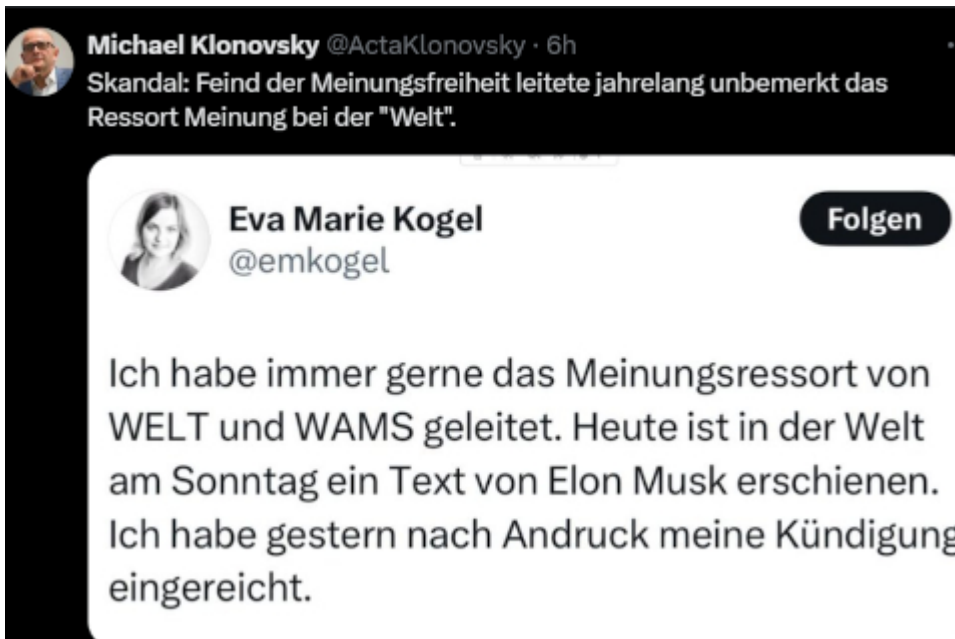 Michael Klonovsky @ActaKlonovsky · 6h
Skandal: Feind der Meinungsfreiheit leitete jahrelang unbemerkt das
Ressort Meinung bei der "Welt".
Eva Marie Kogel
Folgen
@emkogel
Ich habe immer gerne das Meinungsressort von
WELT und WAMS geleitet. Heute ist in der Welt
am Sonntag ein Text von Elon Musk erschienen.
Ich habe gestern nach Andruck meine Kündigung
eingereicht.